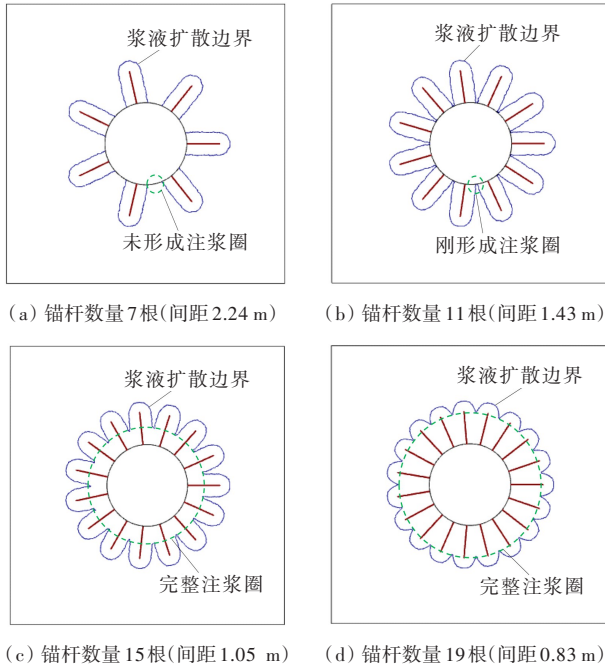 浆液扩散边界
未形成注浆圈
(a) 锚杆数量7根(间距2.24 m)
浆液扩散边界
刚形成注浆圈
(b) 锚杆数量11根(间距1.43 m)
浆液扩散边界
完整注浆圈
(c) 锚杆数量15根(间距1.05 m)
浆液扩散边界
完整注浆圈
(d) 锚杆数量19根(间距0.83 m)